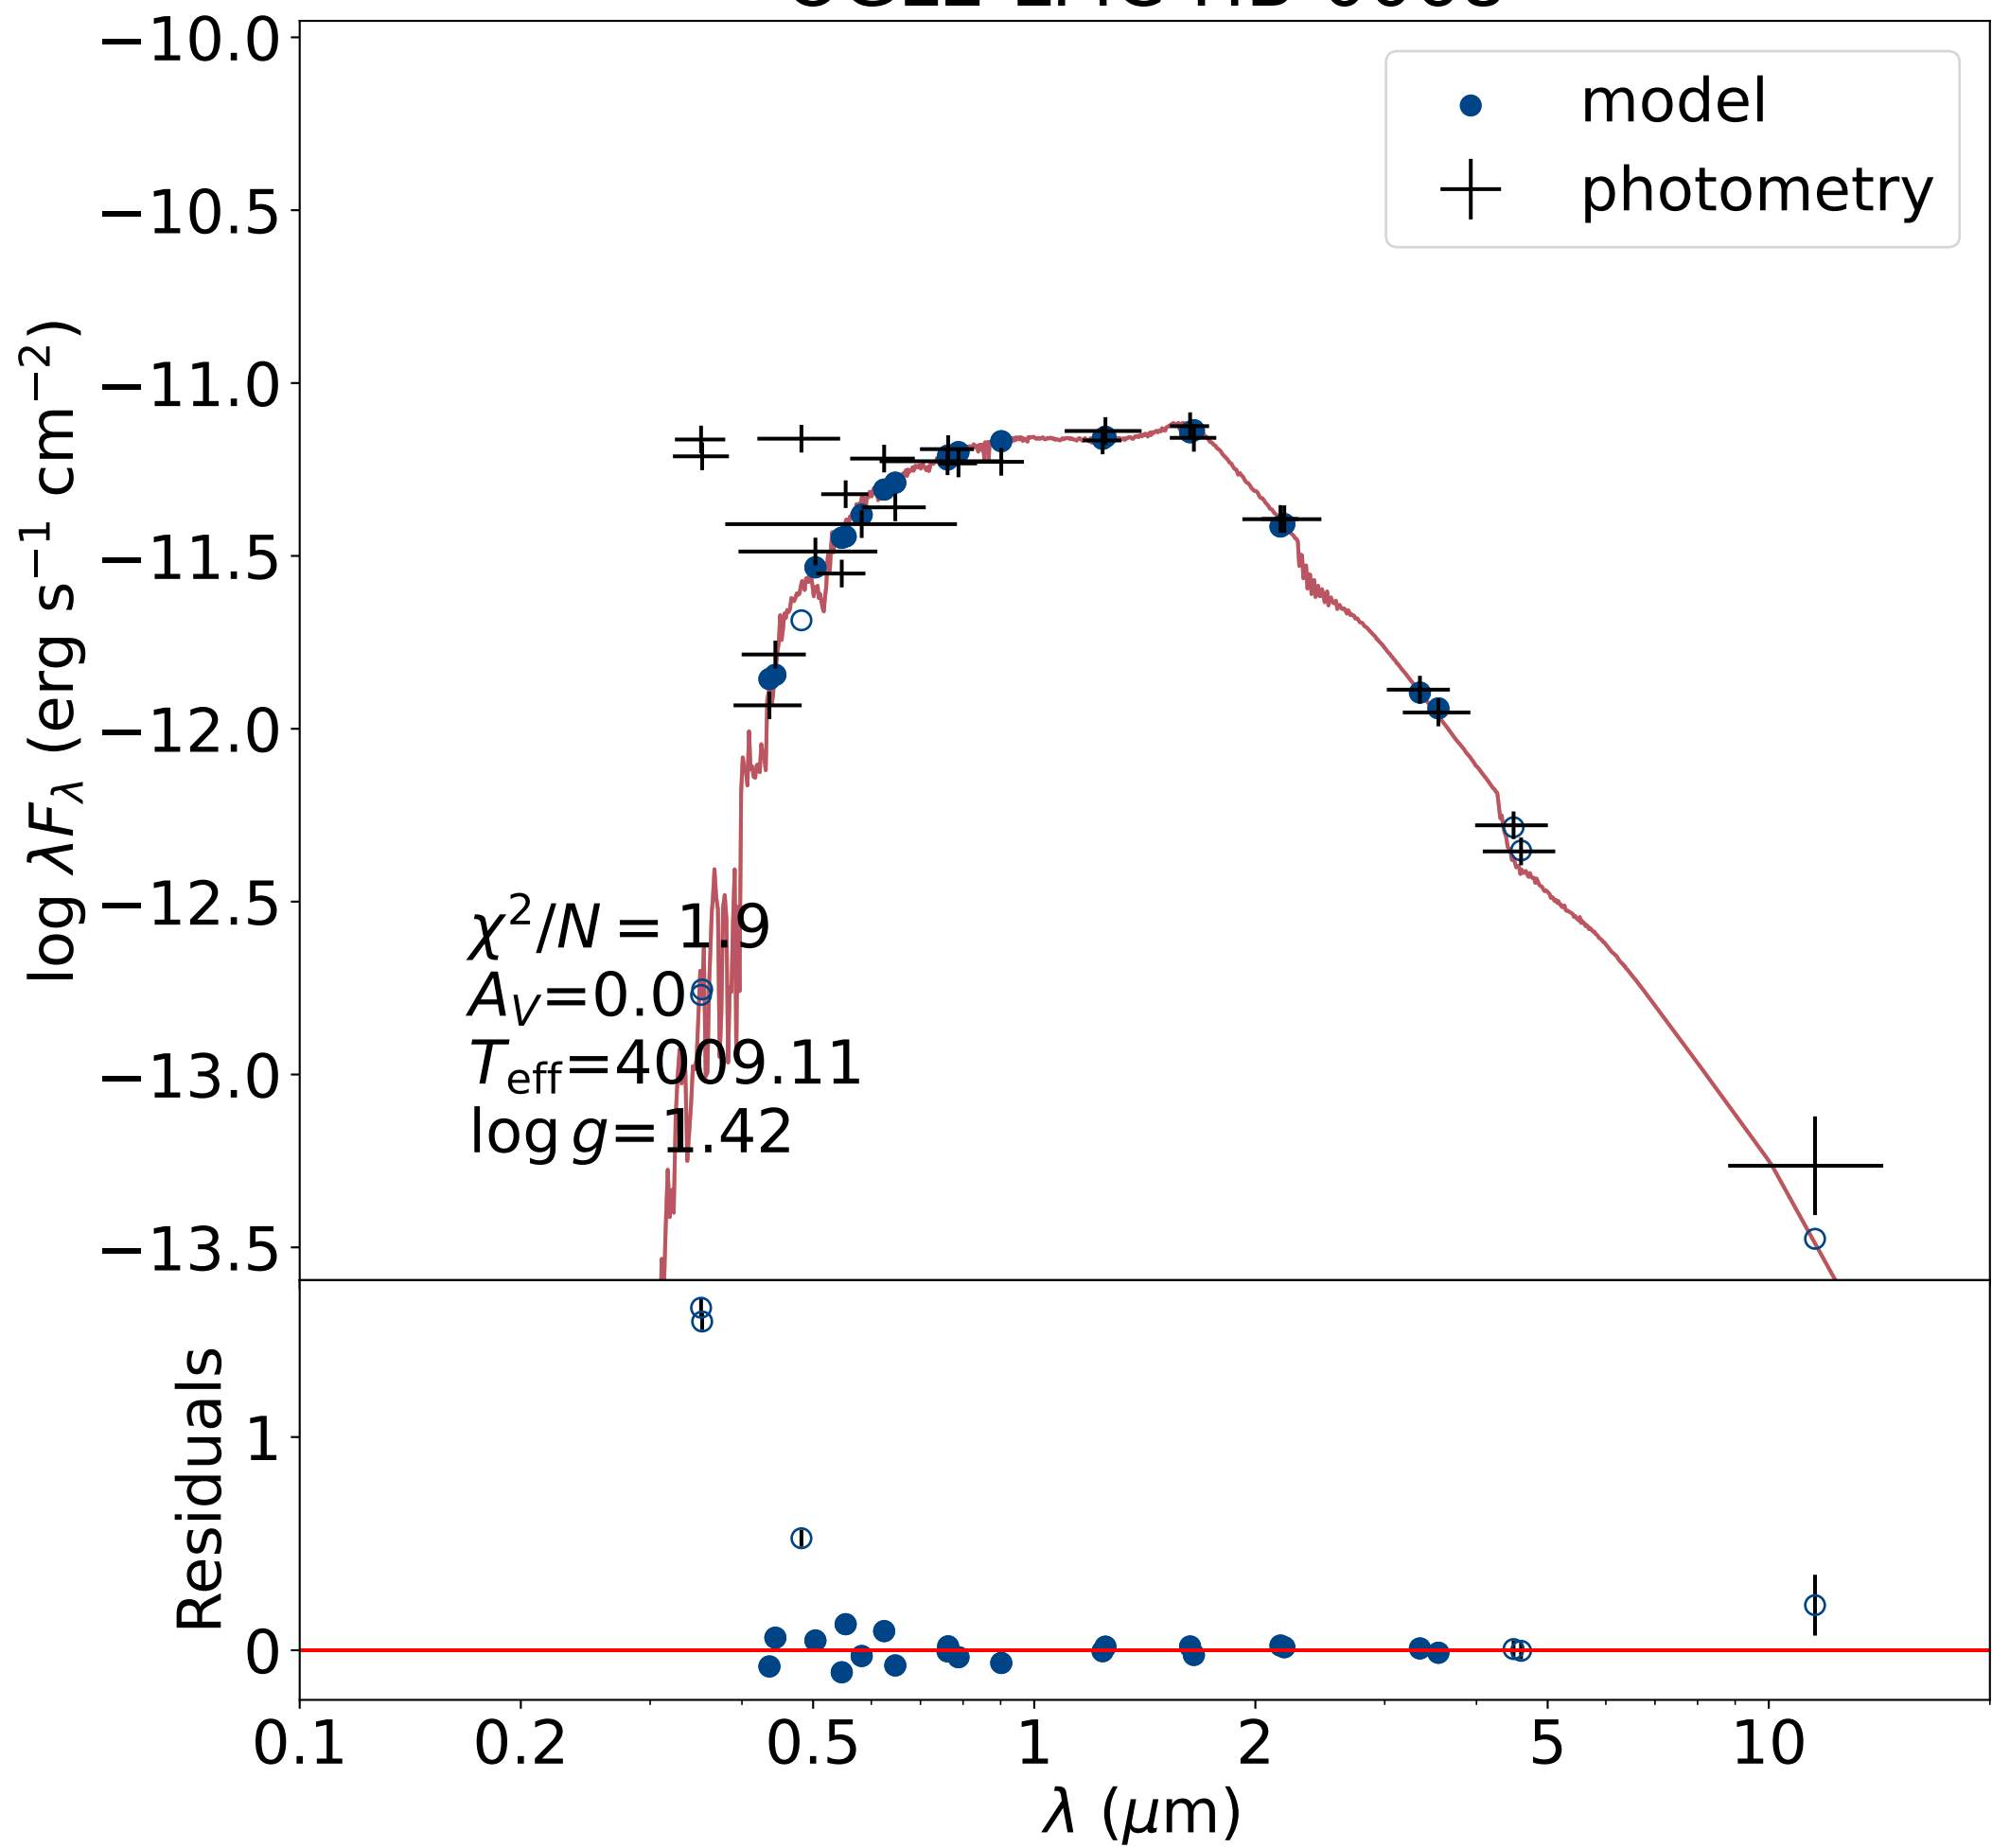 −10.0
−10.5
−11.0
−11.5
−12.0
−12.5
−13.0
−13.5
log λF_λ (erg s⁻¹ cm⁻²)
model
photometry
χ²/N = 1.9
A_V=0.0
T_eff=4009.11
log g=1.42
Residuals
1
0
0.1 0.2 0.5 1 2 5 10
λ (μm)